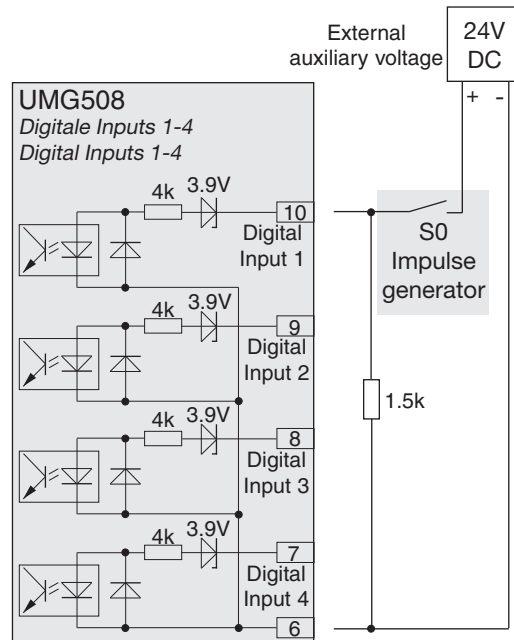 External
auxiliary voltage
24V
DC
+ -
UMG508
Digitale Inputs 1-4
Digital Inputs 1-4
4k
3.9V
10
Digital
Input 1
S0
Impulse
generator
4k
3.9V
9
Digital
Input 2
1.5k
4k
3.9V
8
Digital
Input 3
4k
3.9V
7
Digital
Input 4
6